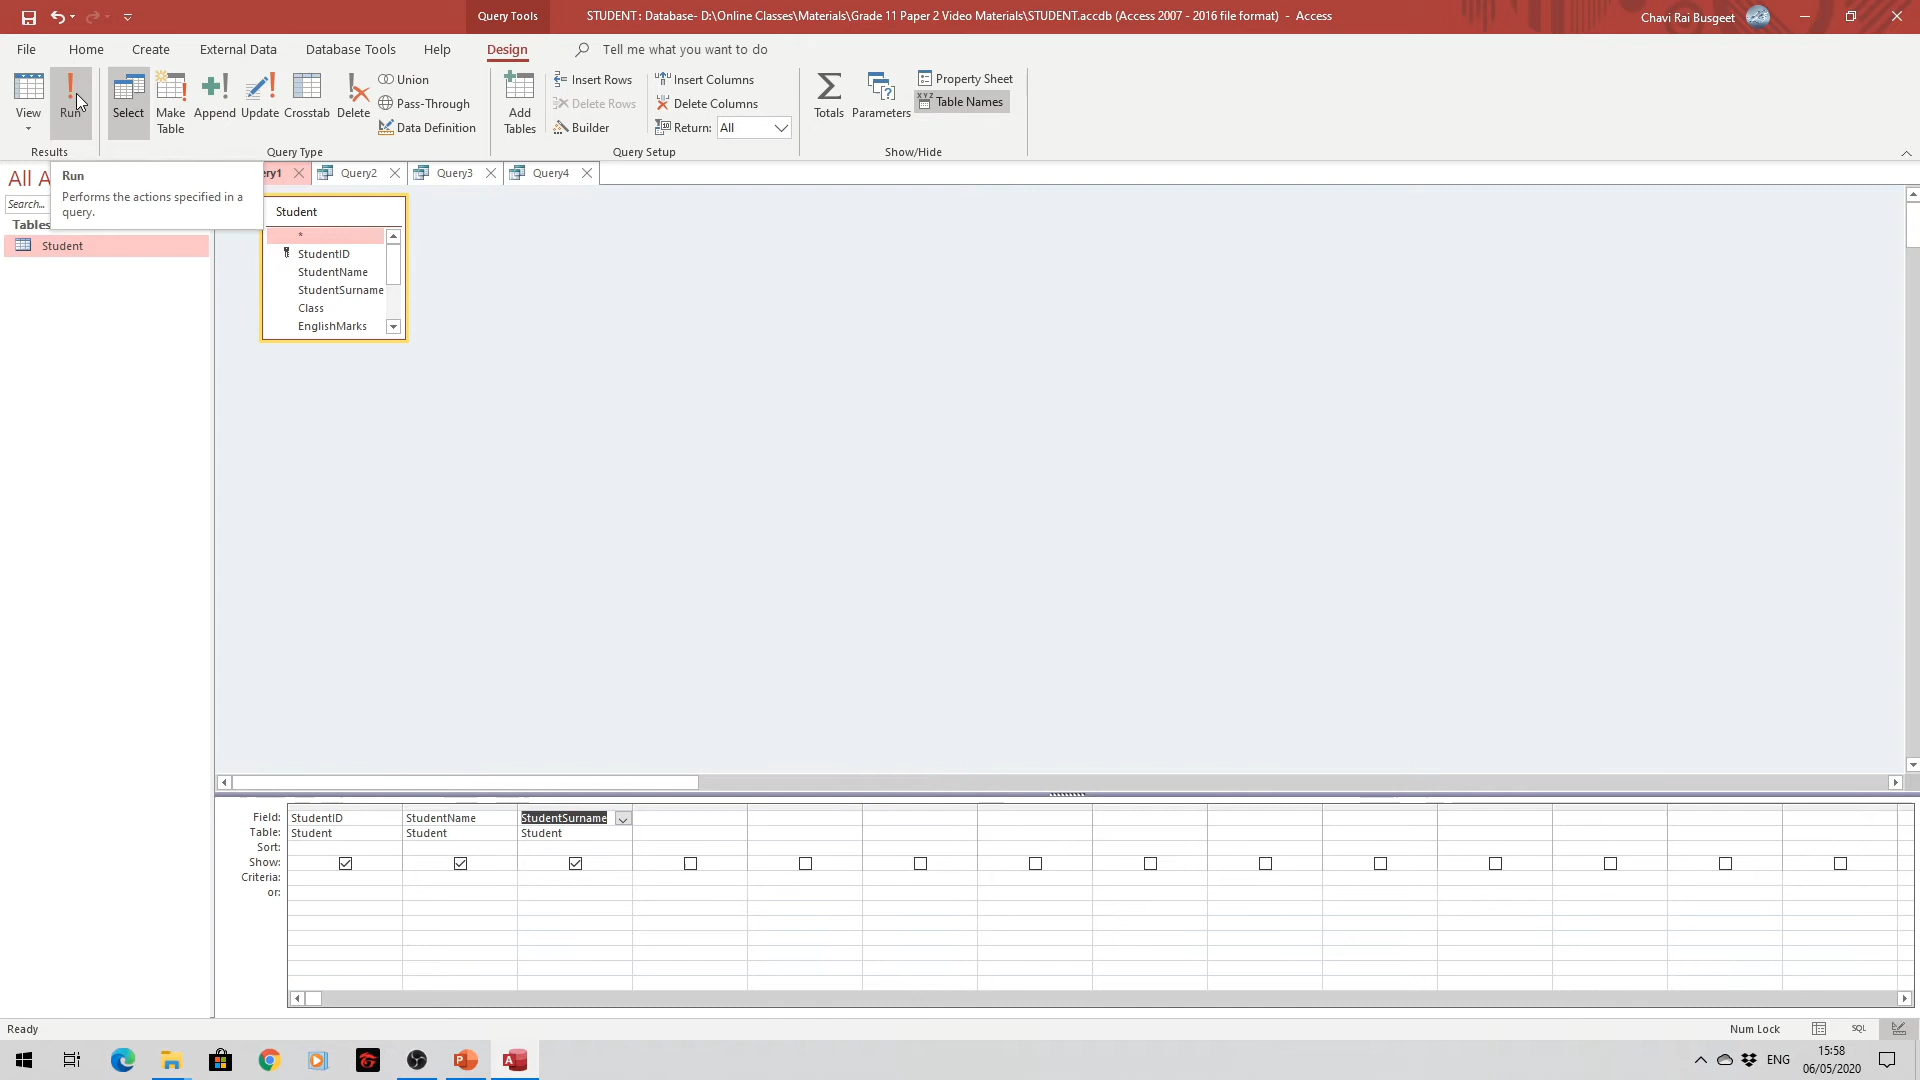 Query Tools
STUDENT : Database- D:\Online Classes\Materials\Grade 11 Paper 2 Video Materials\STUDENT.accdb (Access 2007 - 2016 file format) - Access
Chavi Rai Busgeet
File Home Create External Data Database Tools Help Design Tell me what you want to do
View
Run
Results
Select
Make Table
Append
Update
Crosstab
Delete
Union
Pass-Through
Data Definition
Query Type
Add Tables
Insert Rows
Delete Rows
Builder
Insert Columns
Delete Columns
Return: All
Query Setup
Totals
Parameters
Property Sheet
Table Names
Show/Hide
All A
Search...
Tables
Student
Run
Performs the actions specified in a
query.
ry1
Query2
Query3
Query4
Student
*
StudentID
StudentName
StudentSurname
Class
EnglishMarks
Field: StudentID StudentName StudentSurname
Table: Student Student Student
Sort:
Show:
Criteria:
or:
Ready
Num Lock
SQL
ENG
15:58
06/05/2020